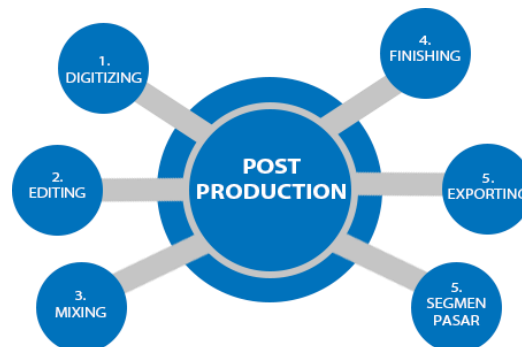 1.
DIGITIZING
2.
EDITING
3.
MIXING
POST
PRODUCTION
4.
FINISHING
5.
EXPORTING
5.
SEGMEN
PASAR